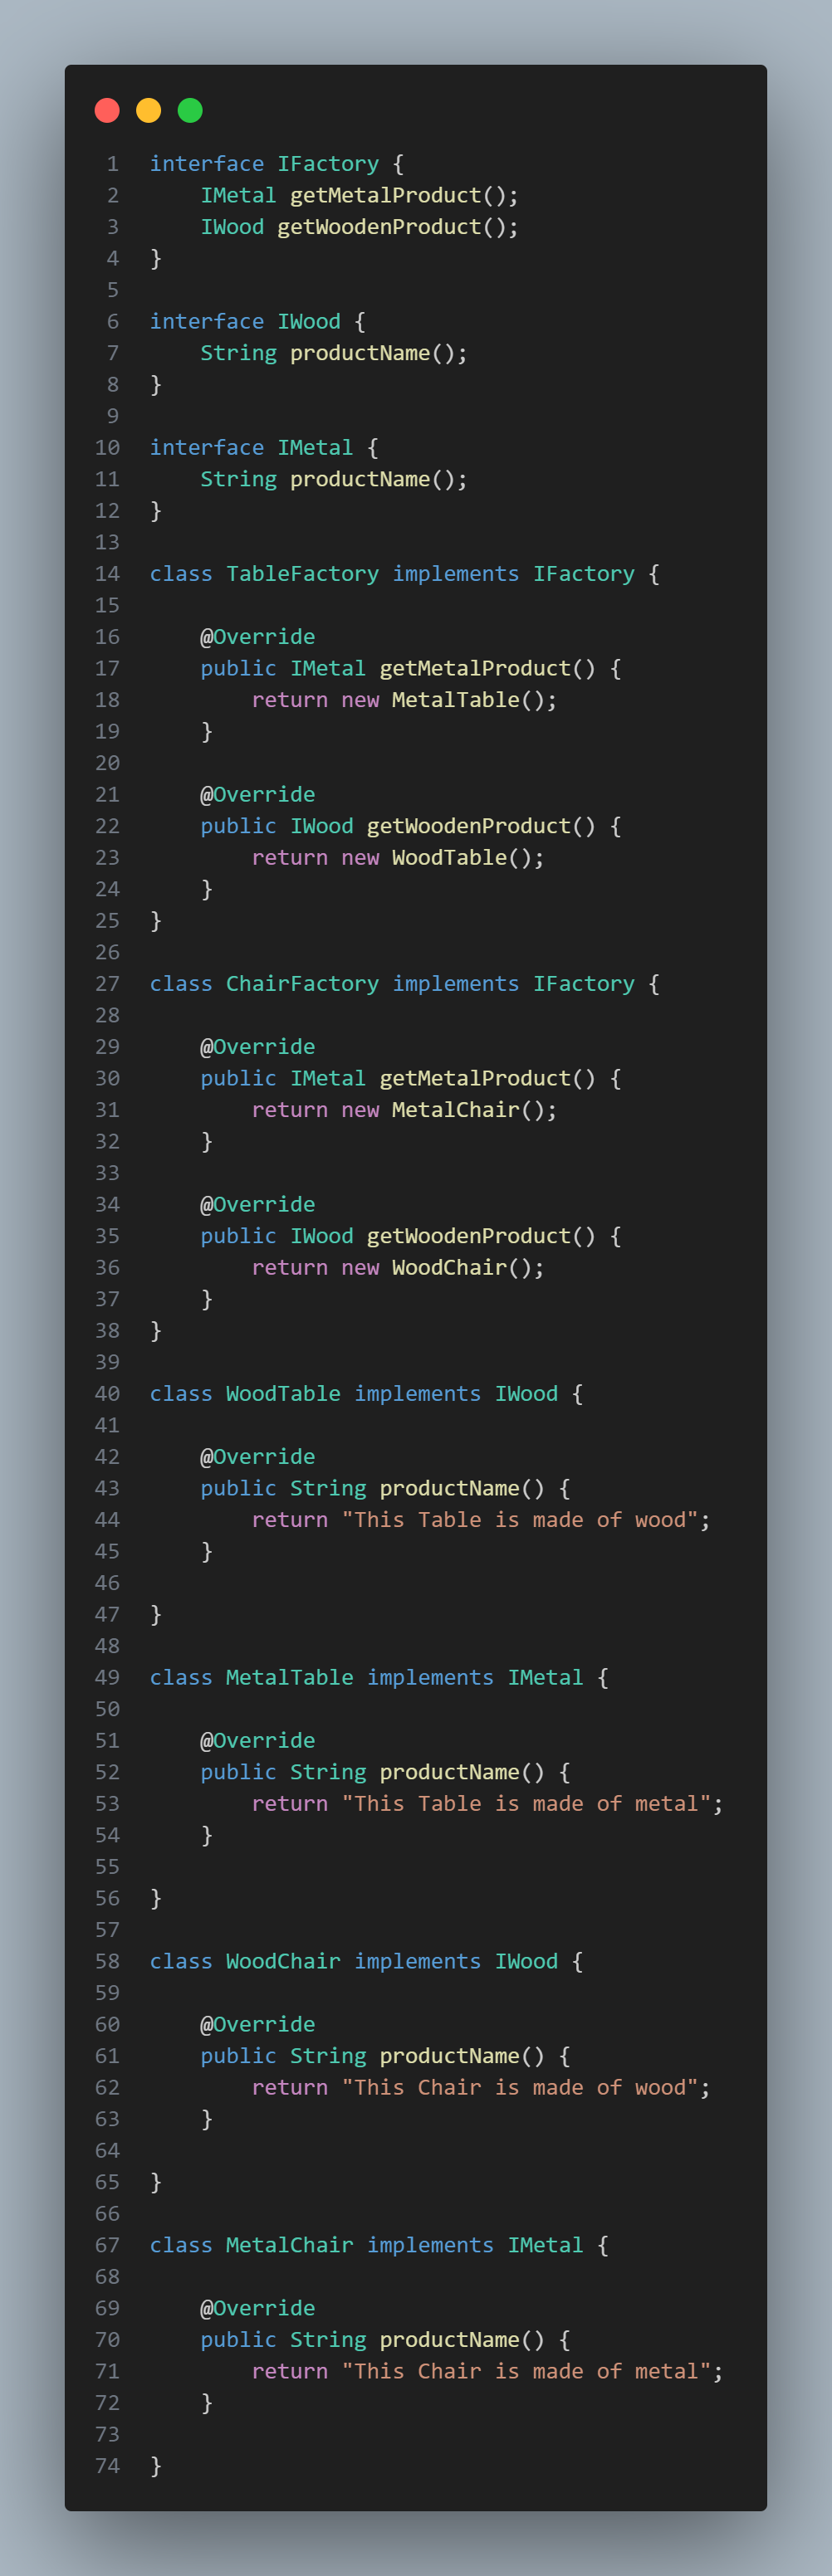 1 interface IFactory {
2     IMetal getMetalProduct();
3     IWood getWoodenProduct();
4 }
5
6 interface IWood {
7     String productName();
8 }
9
10 interface IMetal {
11     String productName();
12 }
13
14 class TableFactory implements IFactory {
15
16     @Override
17     public IMetal getMetalProduct() {
18         return new MetalTable();
19     }
20
21     @Override
22     public IWood getWoodenProduct() {
23         return new WoodTable();
24     }
25 }
26
27 class ChairFactory implements IFactory {
28
29     @Override
30     public IMetal getMetalProduct() {
31         return new MetalChair();
32     }
33
34     @Override
35     public IWood getWoodenProduct() {
36         return new WoodChair();
37     }
38 }
39
40 class WoodTable implements IWood {
41
42     @Override
43     public String productName() {
44         return "This Table is made of wood";
45     }
46
47 }
48
49 class MetalTable implements IMetal {
50
51     @Override
52     public String productName() {
53         return "This Table is made of metal";
54     }
55
56 }
57
58 class WoodChair implements IWood {
59
60     @Override
61     public String productName() {
62         return "This Chair is made of wood";
63     }
64
65 }
66
67 class MetalChair implements IMetal {
68
69     @Override
70     public String productName() {
71         return "This Chair is made of metal";
72     }
73
74 }